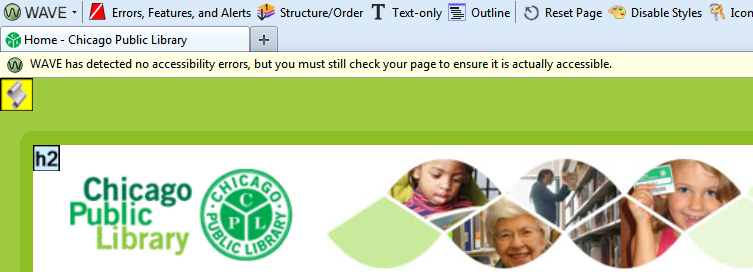 WAVE Errors, Features, and Alerts Structure/Order Text-only Outline Reset Page Disable Styles Icon
Home - Chicago Public Library
WAVE has detected no accessibility errors, but you must still check your page to ensure it is actually accessible.
h2
Chicago
Public
Library
CHICAGO
CPL
PUBLIC LIBRARY